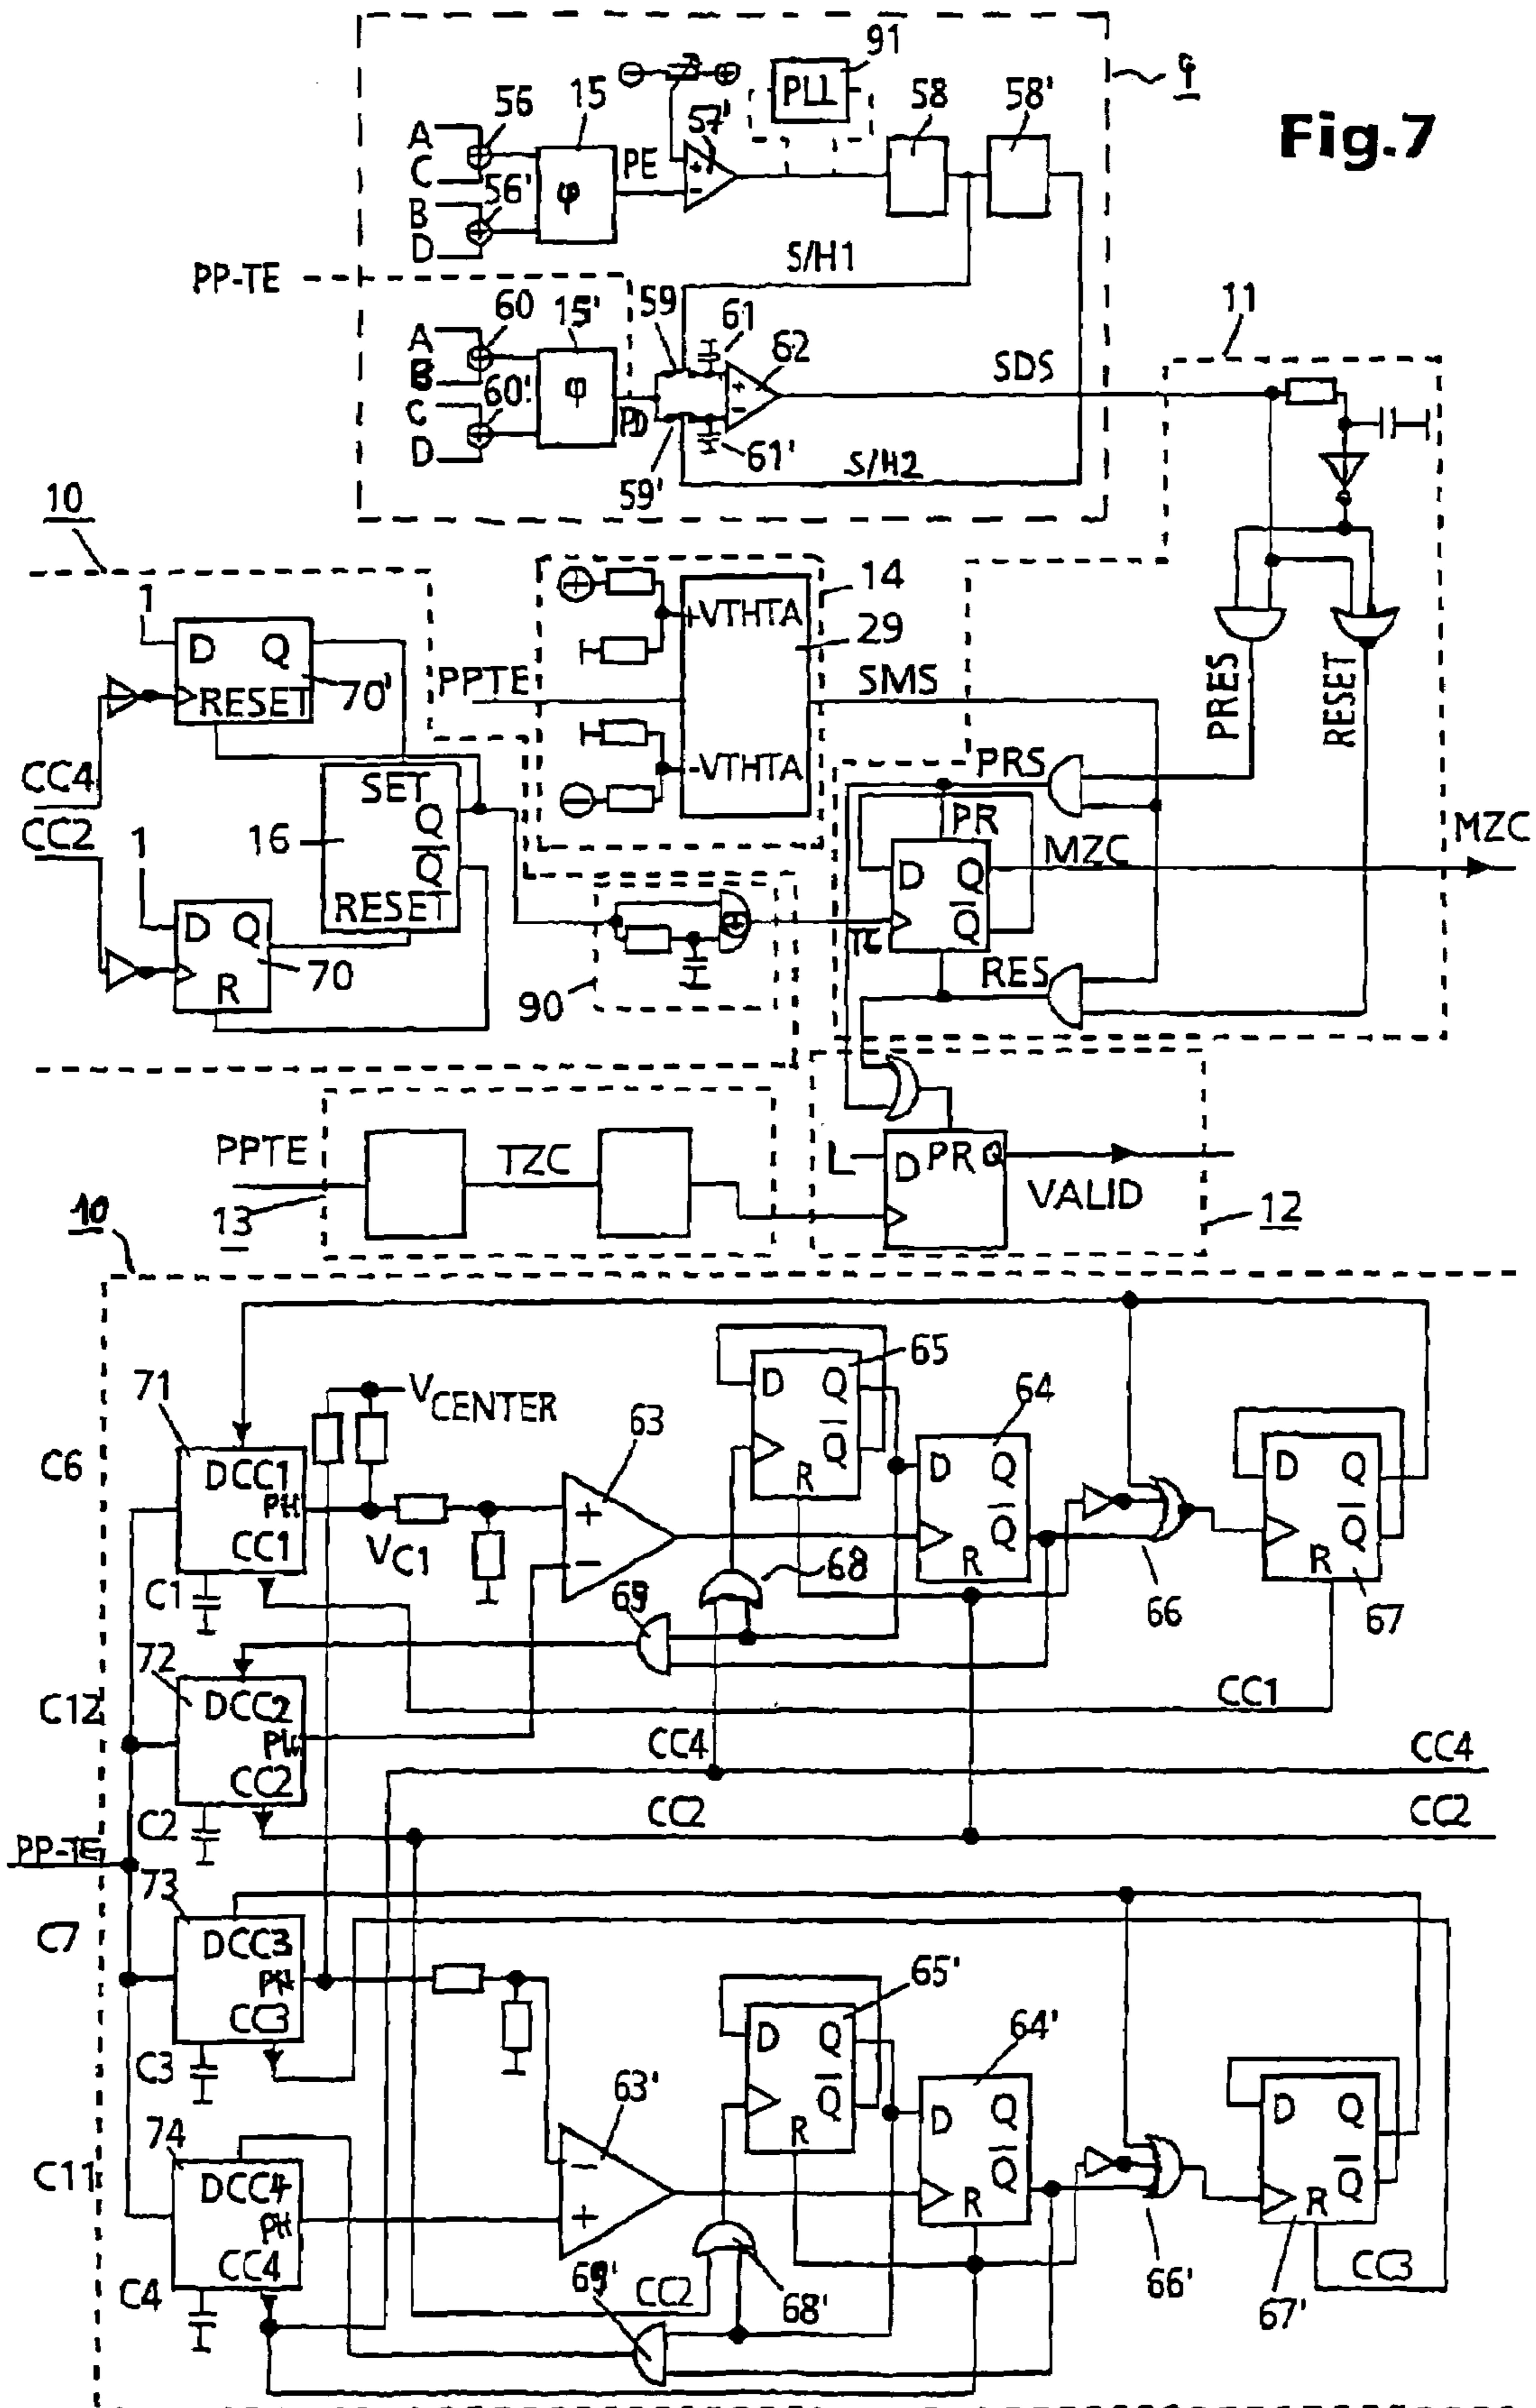 Fig.7
91
PLL
9
15
56
57'
58
58'
A
C
PE
φ
56'
B
D
S/H1
PP-TE
59
61
11
60
15'
62
A
B
SDS
60'
φ
C
D
PD
61'
S/H2
59'
10
14
1
+VTHTA
29
D Q
RESET
70'
PPTE
SMS
PRES
RESET
CC4
SET
-VTHTA
PRS
CC2
1
16
Q
Q
PR
MZC
MZC
RESET
D Q
Q
D Q
TC
R
70
RES
90
PPTE
TZC
L
D PR Q
VALID
13
12
10
65
71
VCENTER
D Q
64
63
Q
C6
DCC1
PH
R
D Q
D Q
CC1
VC1
+
-
Q
Q
R
R
C1
68
69
66
67
72
DCC2
CC1
C12
PH
CC4
CC4
CC2
C2
CC2
CC2
PP-TE
73
C7
DCC3
PH
65'
CC3
D Q
64'
C3
63'
Q
74
D Q
D Q
R
C11
DCC4
-
Q
Q
PH
+
R
R
CC4
CC3
C4
69'
CC2
68'
66'
67'